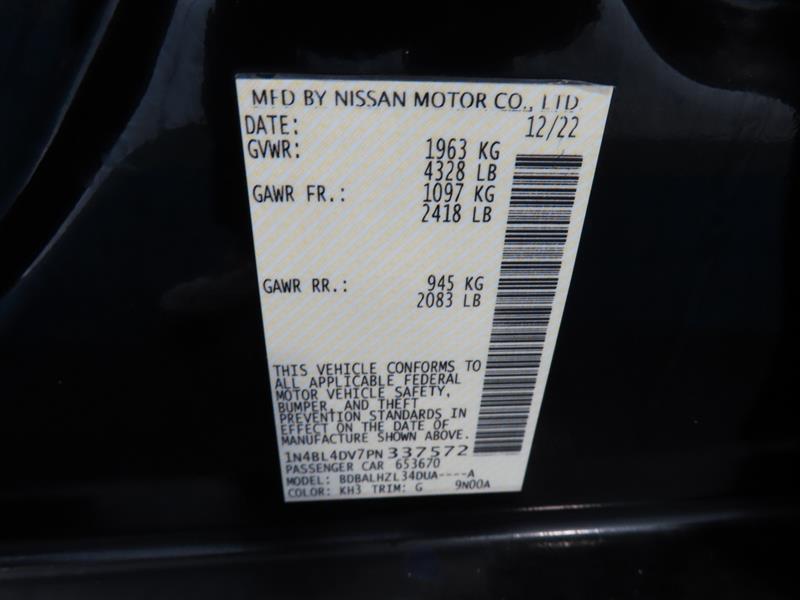 MFD BY NISSAN MOTOR CO., LTD
DATE: 12/22
GVWR: 1963 KG
4328 LB
GAWR FR.: 1097 KG
2418 LB
GAWR RR.: 945 KG
2083 LB
THIS VEHICLE CONFORMS TO
ALL APPLICABLE FEDERAL
MOTOR VEHICLE SAFETY,
BUMPER, AND THEFT
PREVENTION STANDARDS IN
EFFECT ON THE DATE OF
MANUFACTURE SHOWN ABOVE.
1N4BL4DV7PN 337572
PASSENGER CAR 653670
MODEL: BDBALHZL34DUA----A
COLOR: KH3 TRIM: G 9N00A